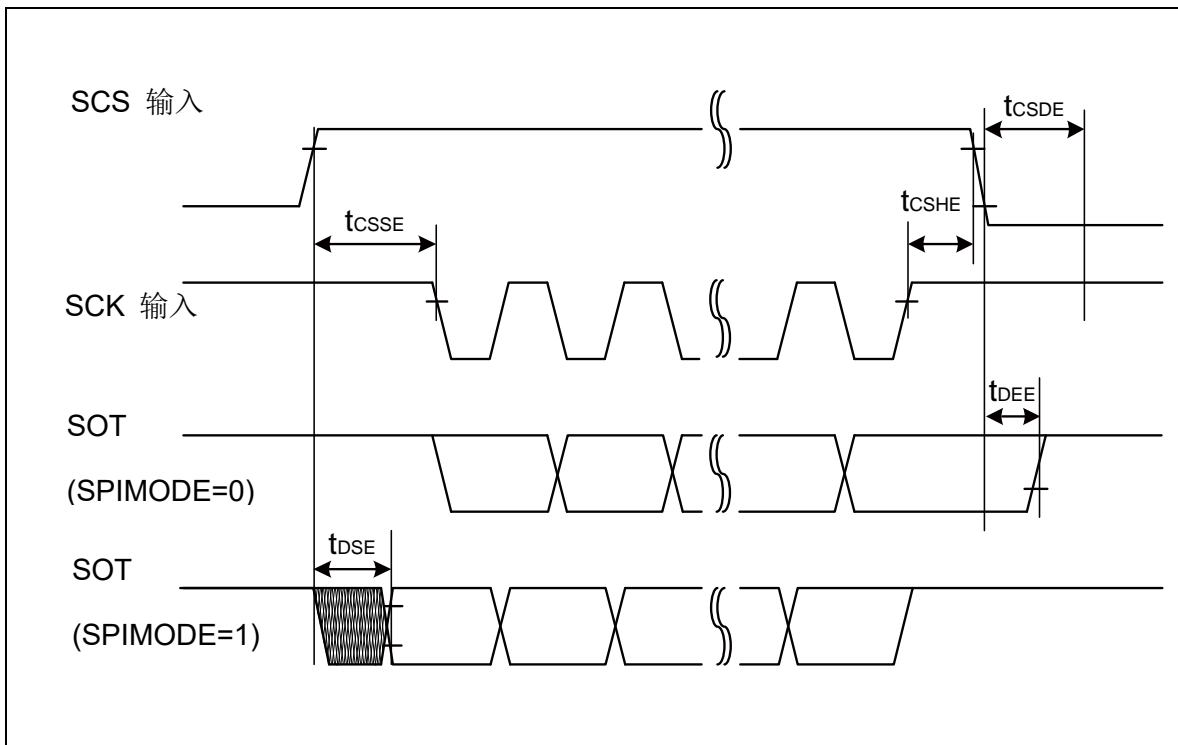 SCS 输入
tCSDE
tCSHE
tCSSE
SCK 输入
tDEE
SOT
(SPIMODE=0)
tDSE
SOT
(SPIMODE=1)